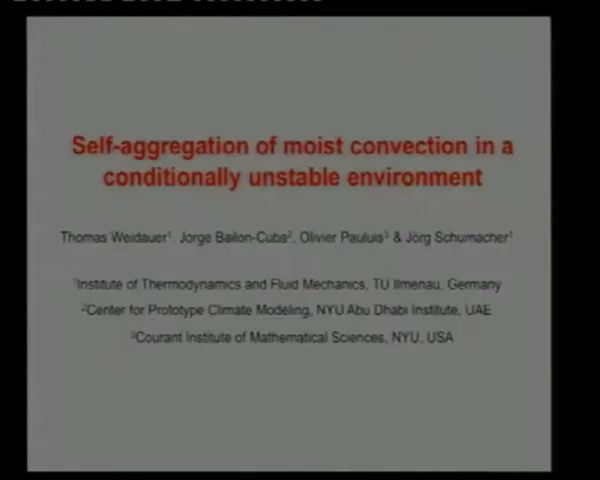 Self-aggregation of moist convection in a
conditionally unstable environment
Thomas Weidauer¹, Jorge Bailon-Cuba², Olivier Pauluis³ & Jörg Schumacher¹
¹Institute of Thermodynamics and Fluid Mechanics, TU Ilmenau, Germany
²Center for Prototype Climate Modeling, NYU Abu Dhabi Institute, UAE
³Courant Institute of Mathematical Sciences, NYU, USA